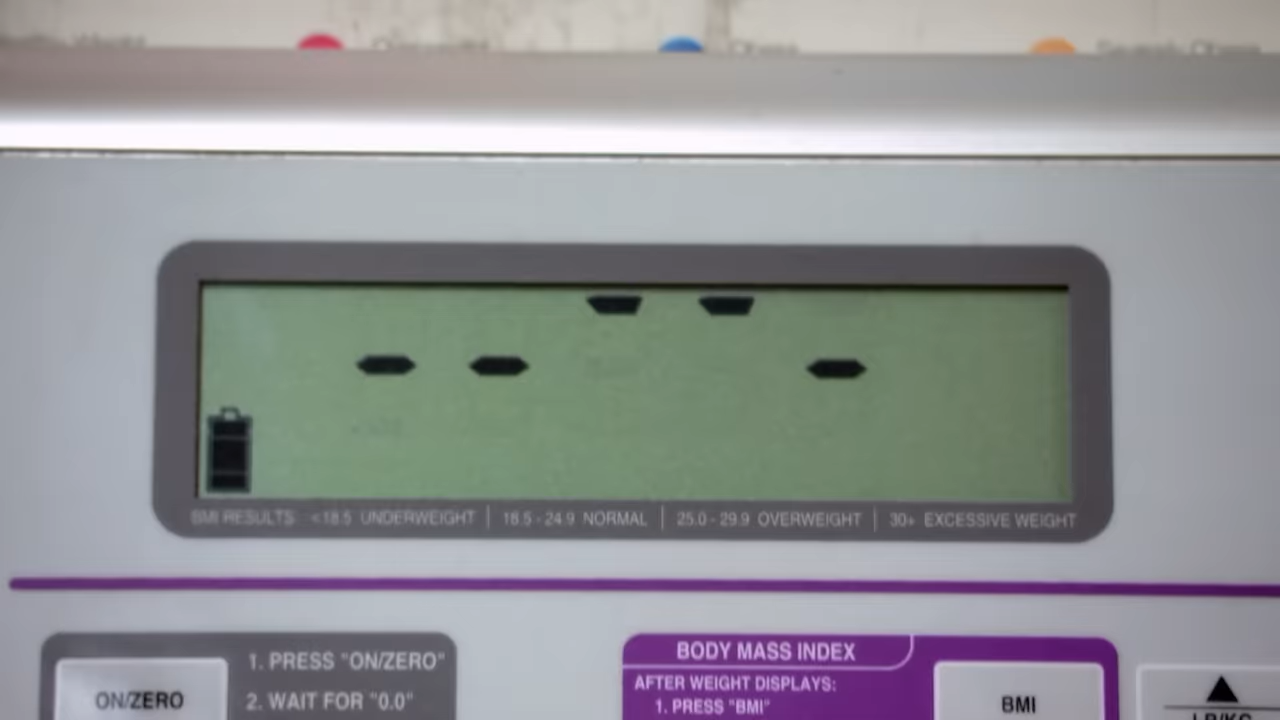 BMI RESULTS: <18.5 UNDERWEIGHT | 18.5 - 24.9 NORMAL | 25.0 - 29.9 OVERWEIGHT | 30+ EXCESSIVE WEIGHT
ON/ZERO
1. PRESS "ON/ZERO"
2. WAIT FOR "0.0"
BODY MASS INDEX
AFTER WEIGHT DISPLAYS:
1. PRESS "BMI"
BMI
LB/KG